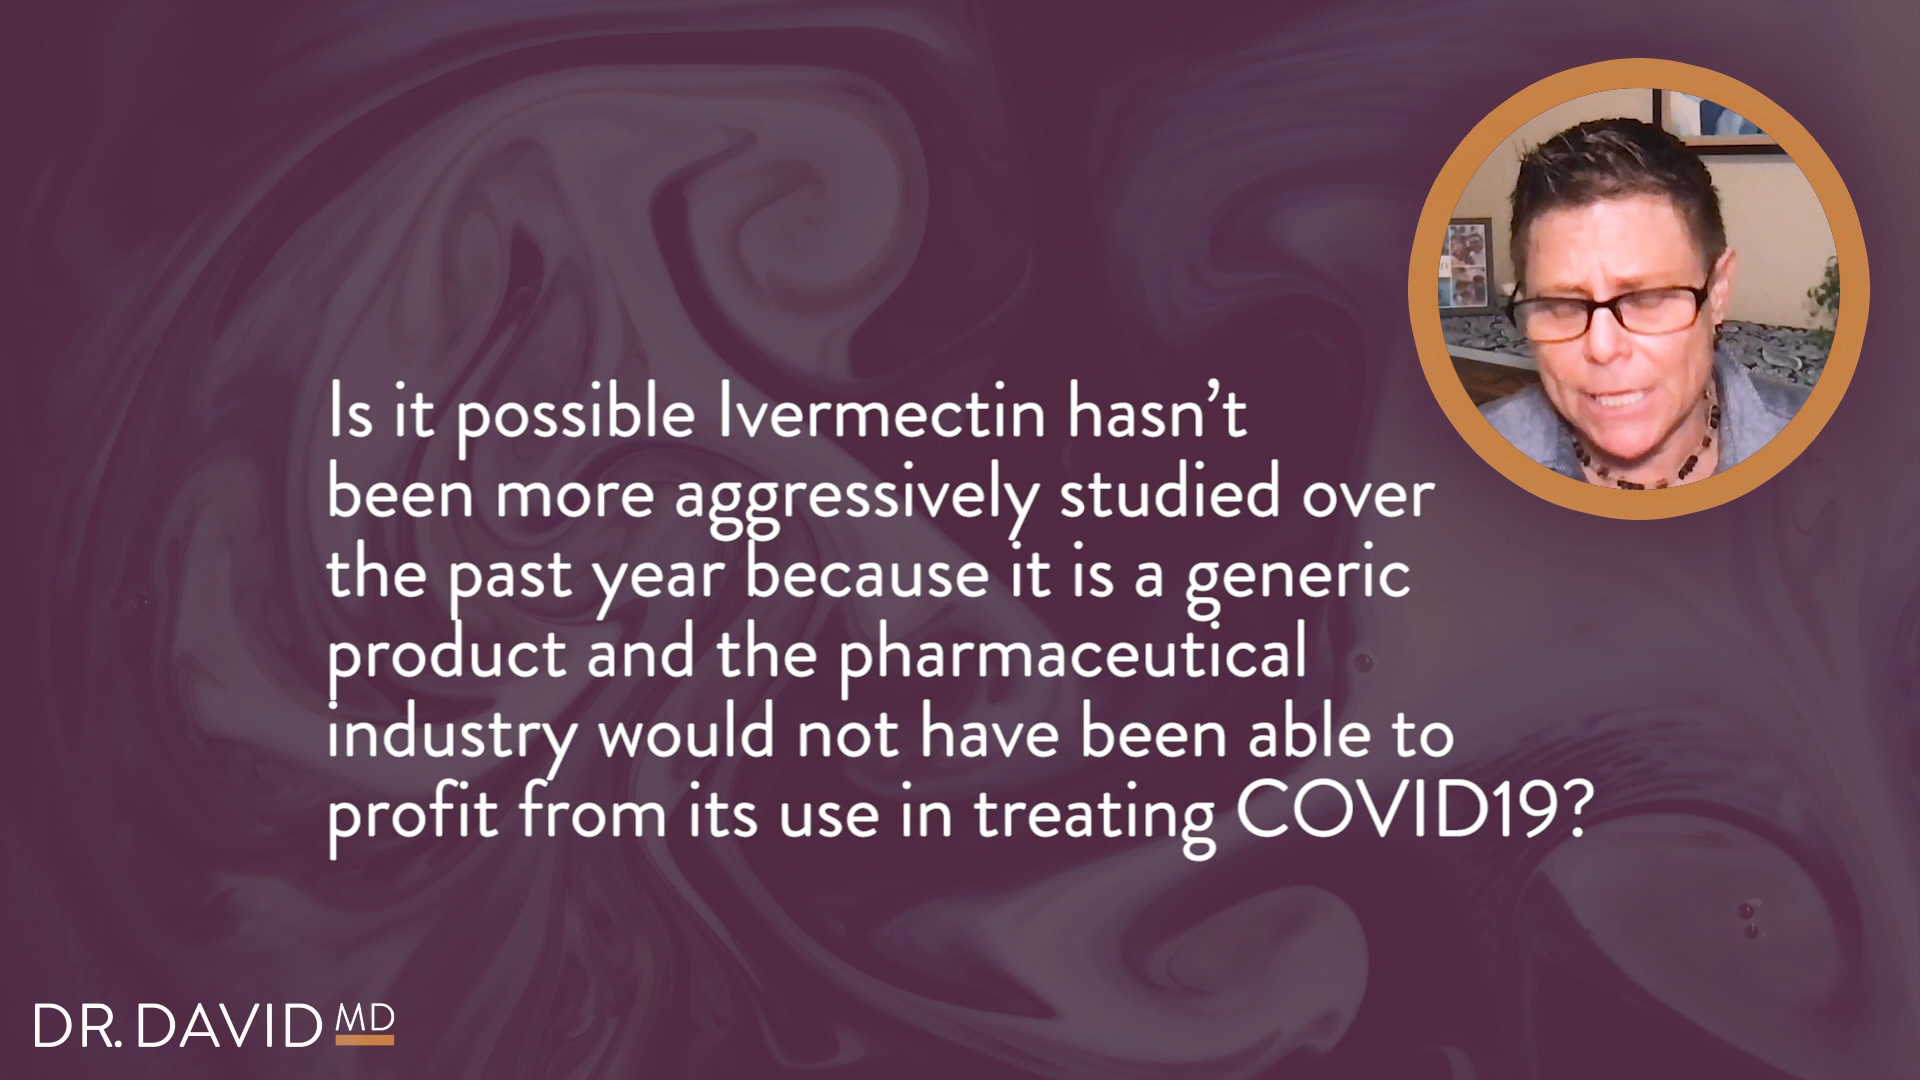 Is it possible Ivermectin hasn’t
been more aggressively studied over
the past year because it is a generic
product and the pharmaceutical
industry would not have been able to
profit from its use in treating COVID19?
DR. DAVID MD